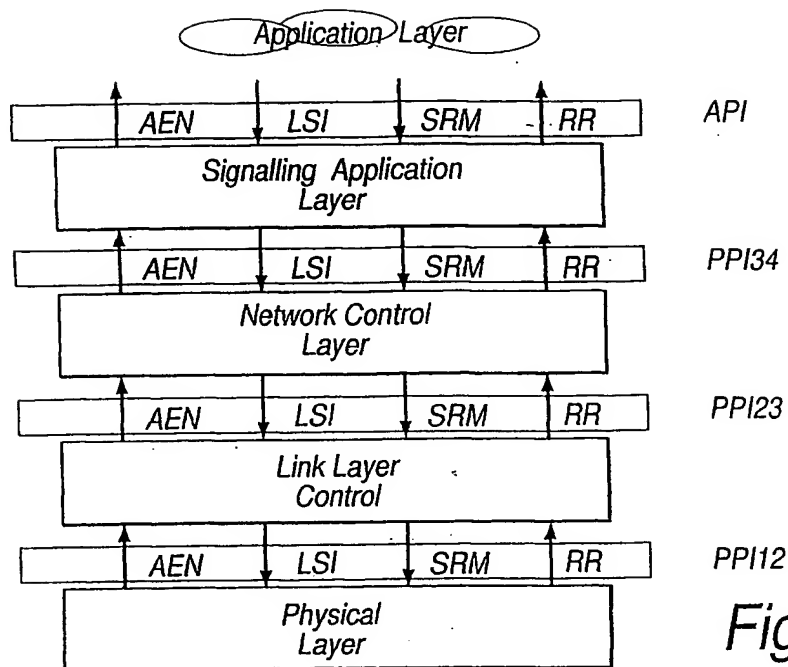 Application Layer
AEN LSI SRM RR API
Signalling Application
Layer
AEN LSI SRM RR PPI34
Network Control
Layer
AEN LSI SRM RR PPI23
Link Layer
Control
AEN LSI SRM RR PPI12
Physical
Layer
Fig